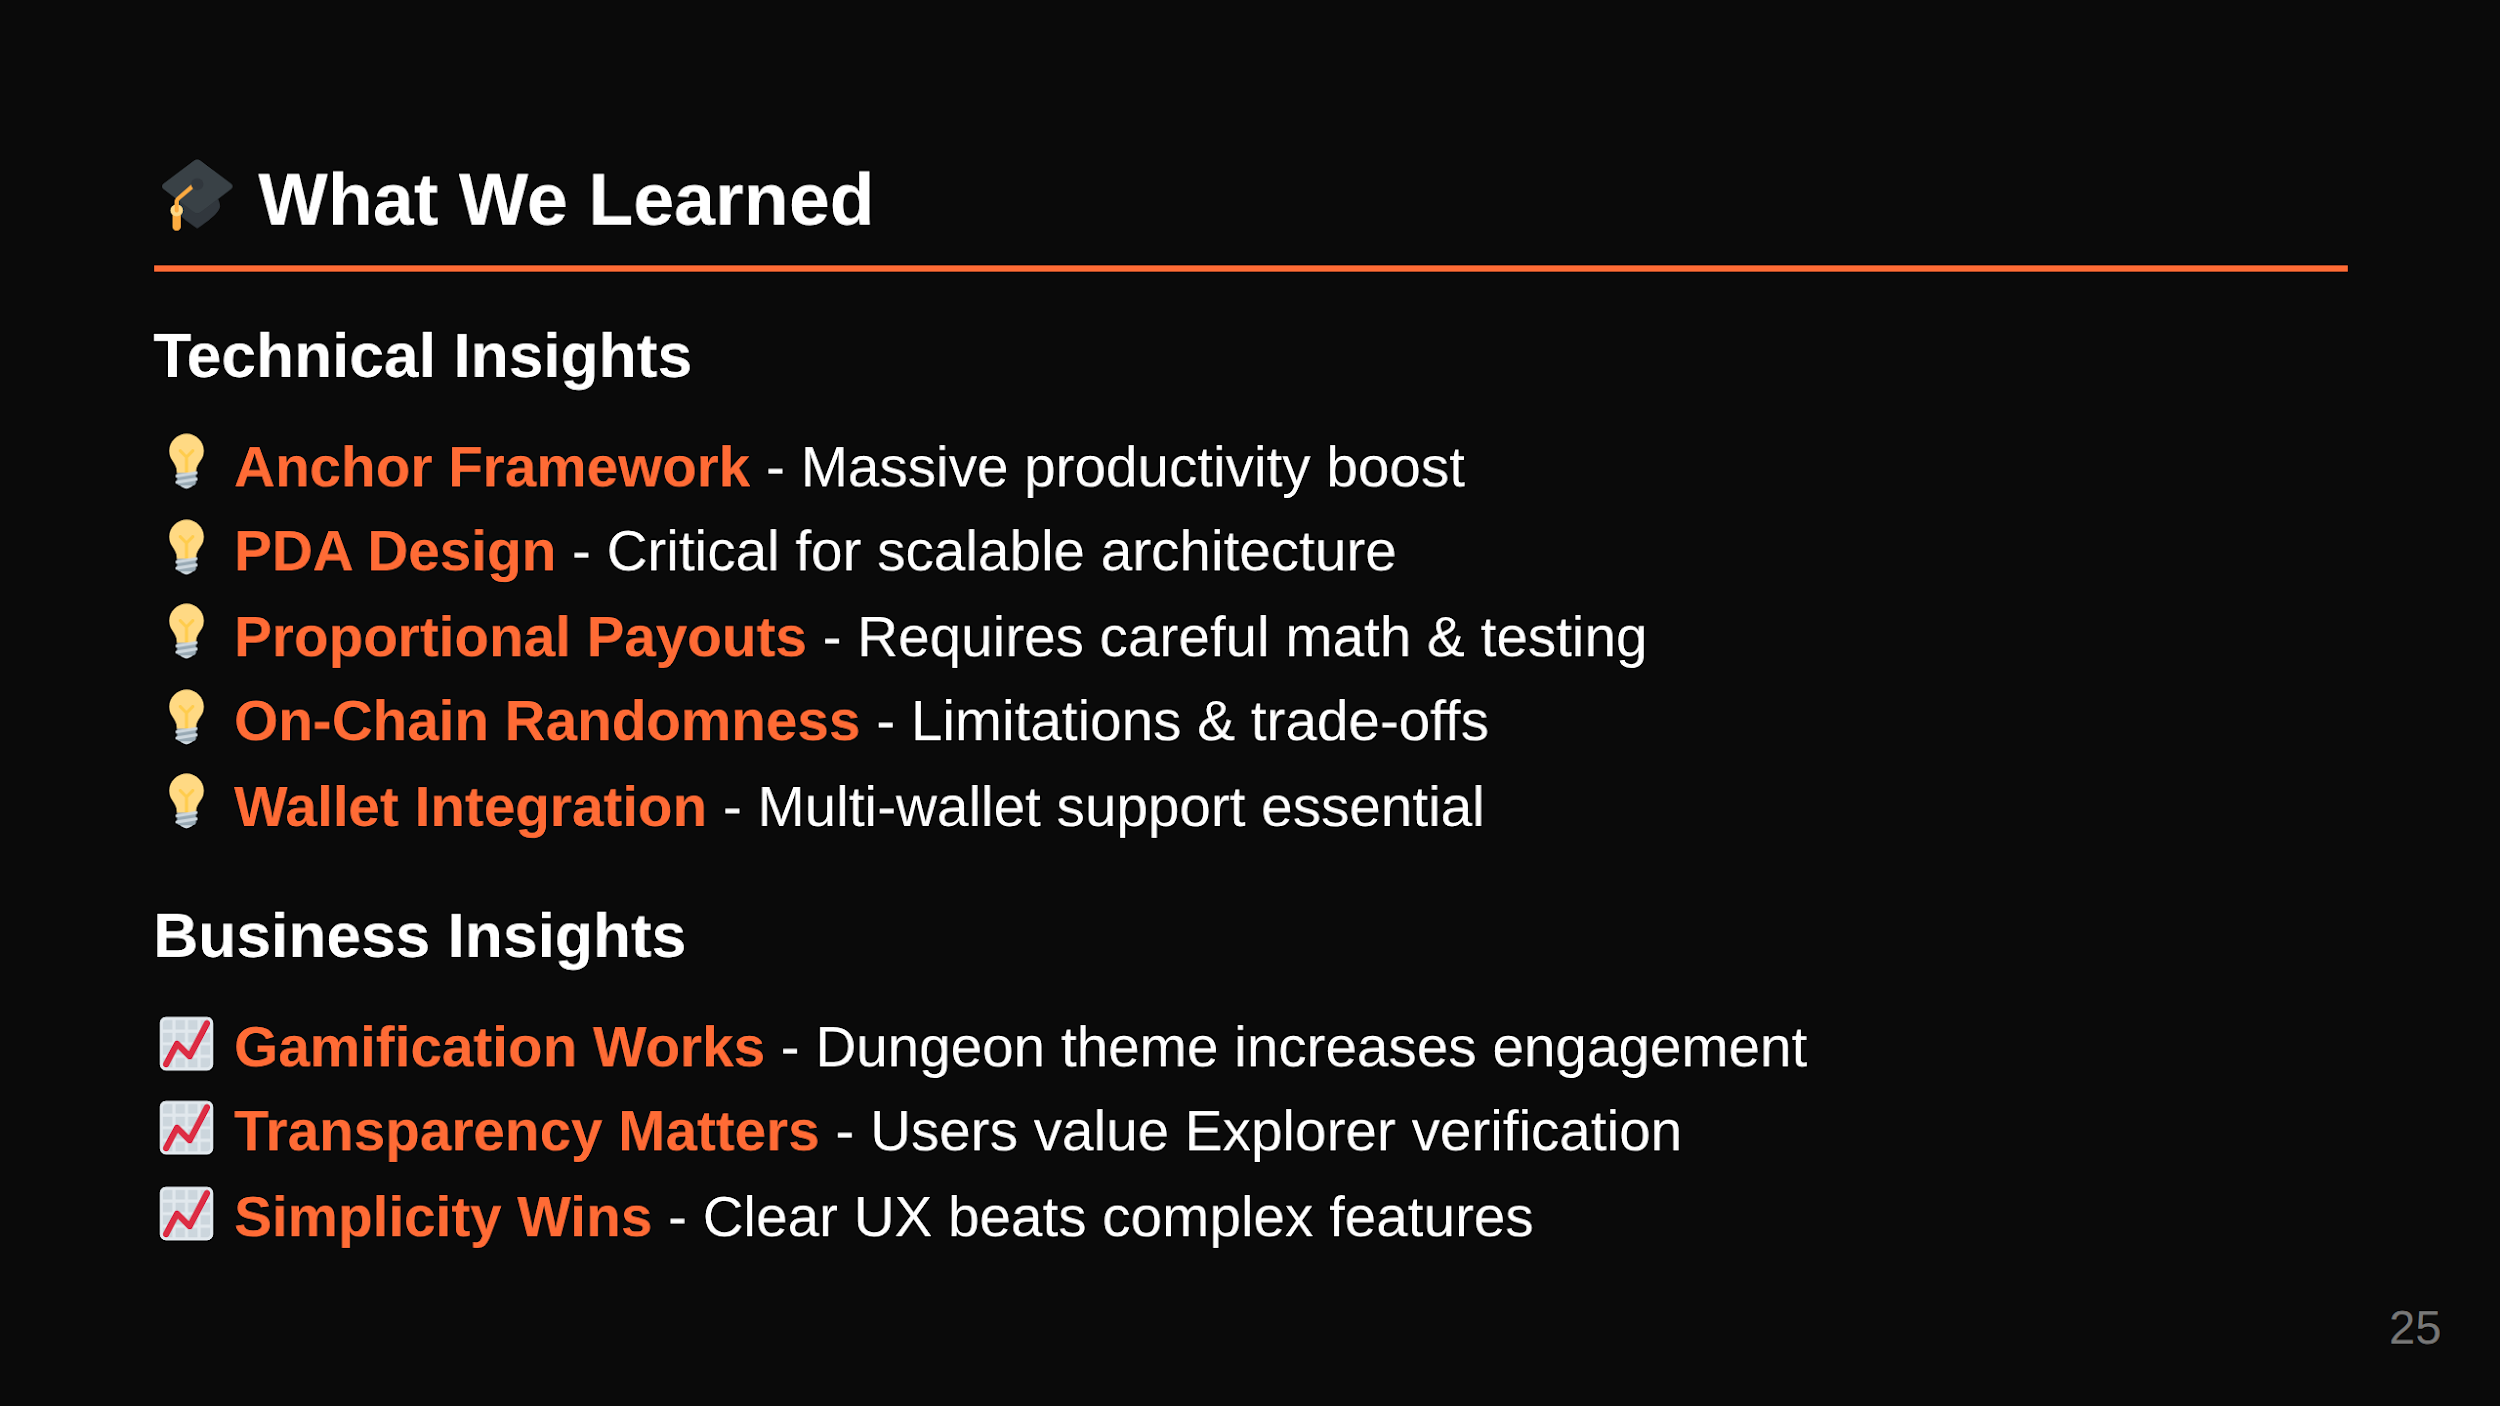 What We Learned
Technical Insights
Anchor Framework - Massive productivity boost
PDA Design - Critical for scalable architecture
Proportional Payouts - Requires careful math & testing
On-Chain Randomness - Limitations & trade-offs
Wallet Integration - Multi-wallet support essential
Business Insights
Gamification Works - Dungeon theme increases engagement
Transparency Matters - Users value Explorer verification
Simplicity Wins - Clear UX beats complex features
25